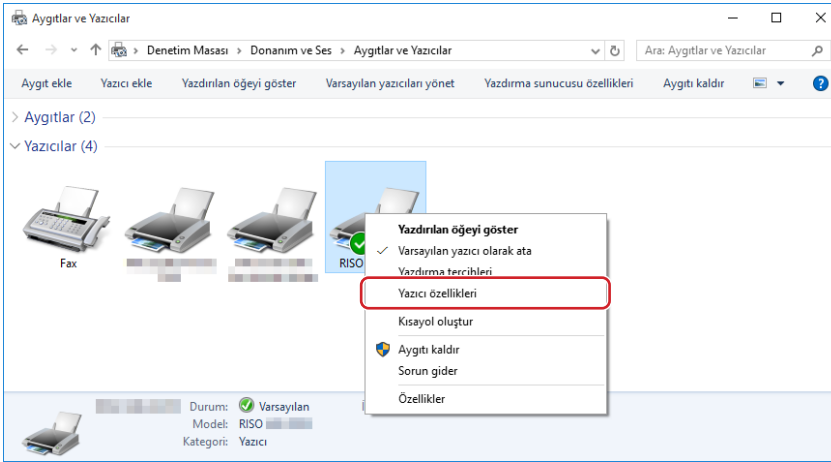 Aygıtlar ve Yazıcılar
Denetim Masası > Donanım ve Ses > Aygıtlar ve Yazıcılar
Ara: Aygıtlar ve Yazıcılar
Aygıt ekle Yazıcı ekle Yazdırılan öğeyi göster Varsayılan yazıcıları yönet Yazdırma sunucusu özellikleri Aygıtı kaldır
Aygıtlar (2)
Yazıcılar (4)
Fax
RISO
Yazdırılan öğeyi göster
Varsayılan yazıcı olarak ata
Yazdırma tercihleri
Yazıcı özellikleri
Kısayol oluştur
Aygıtı kaldır
Sorun gider
Özellikler
Durum: Varsayılan
Model: RISO
Kategori: Yazıcı